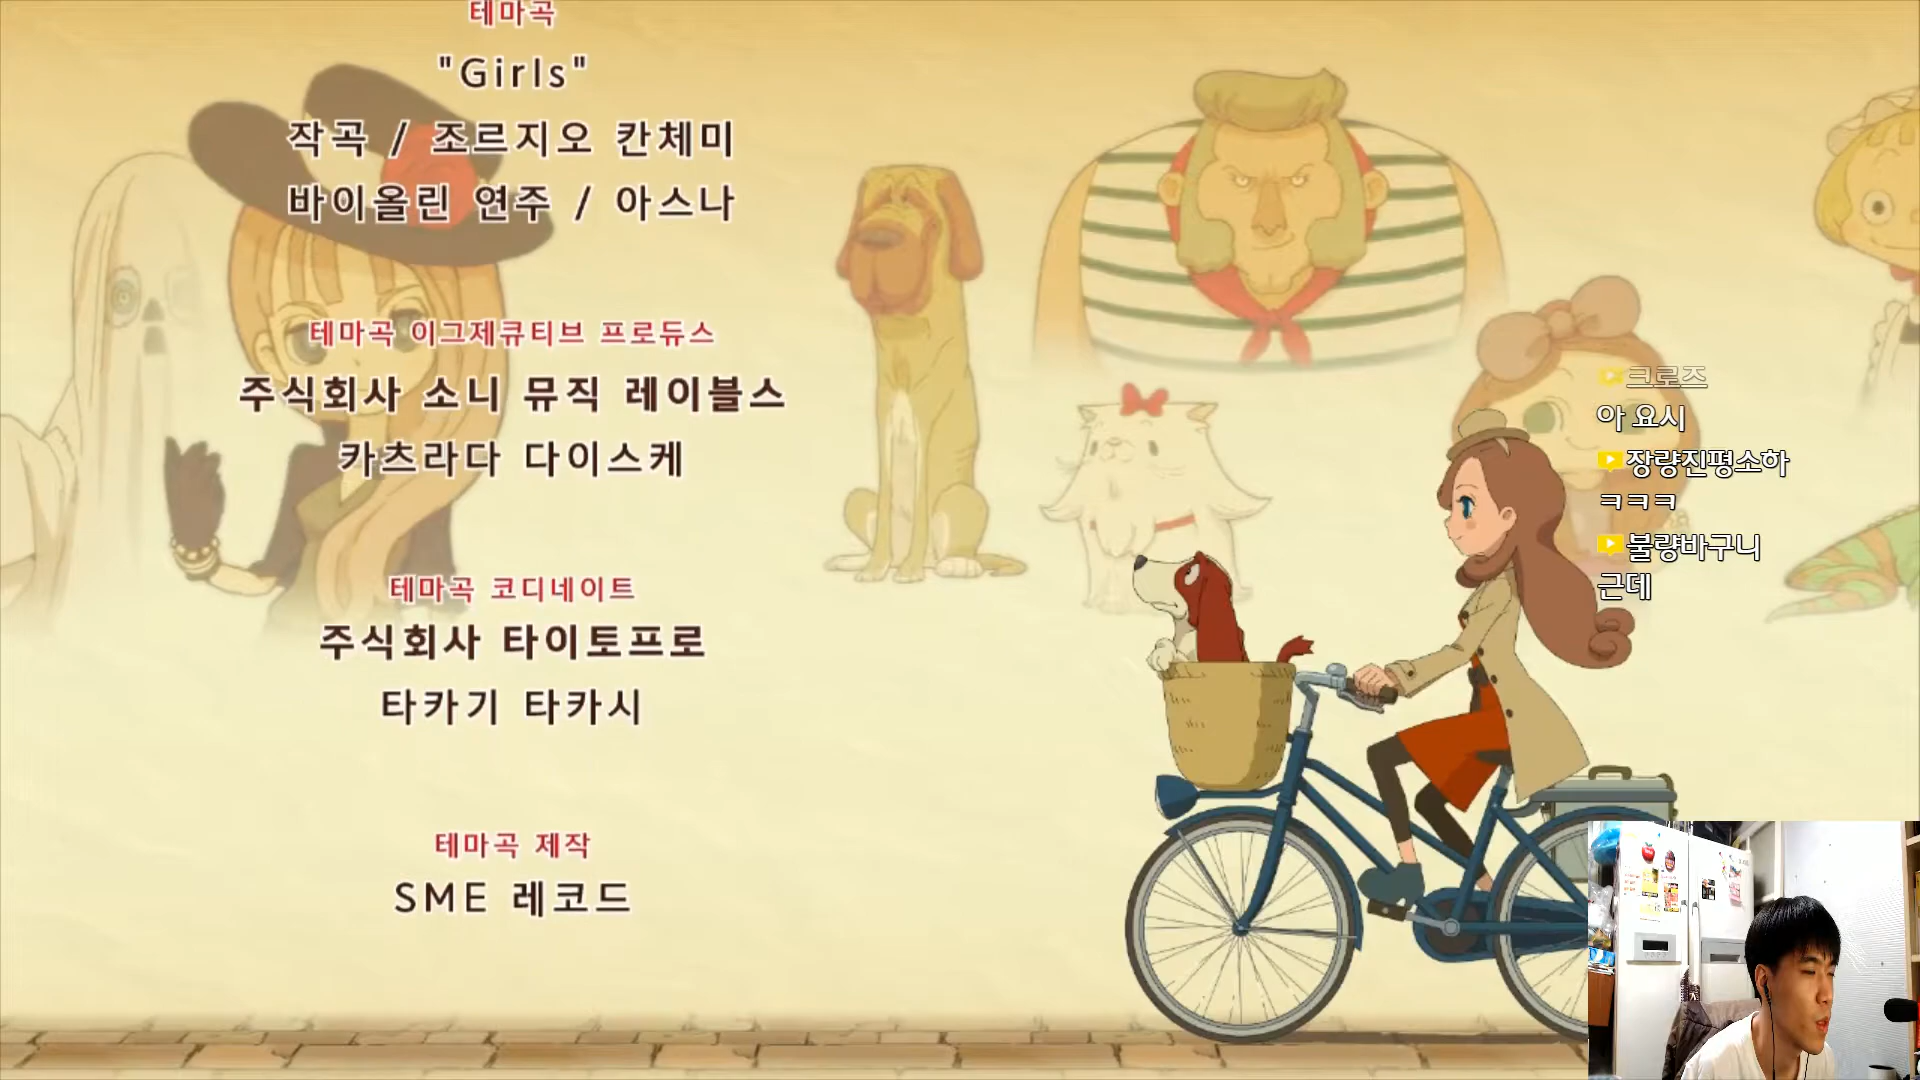 테마곡
"Girls"
작곡 / 조르지오 칸체미
바이올린 연주 / 아스나
테마곡 이그제큐티브 프로듀스
주식회사 소니 뮤직 레이블스
카츠라다 다이스케
테마곡 코디네이트
주식회사 타이토프로
타카기 타카시
테마곡 제작
SME 레코드
크로즈
아 요시
장량진평소하
ㅋㅋㅋ
불량바구니
근데